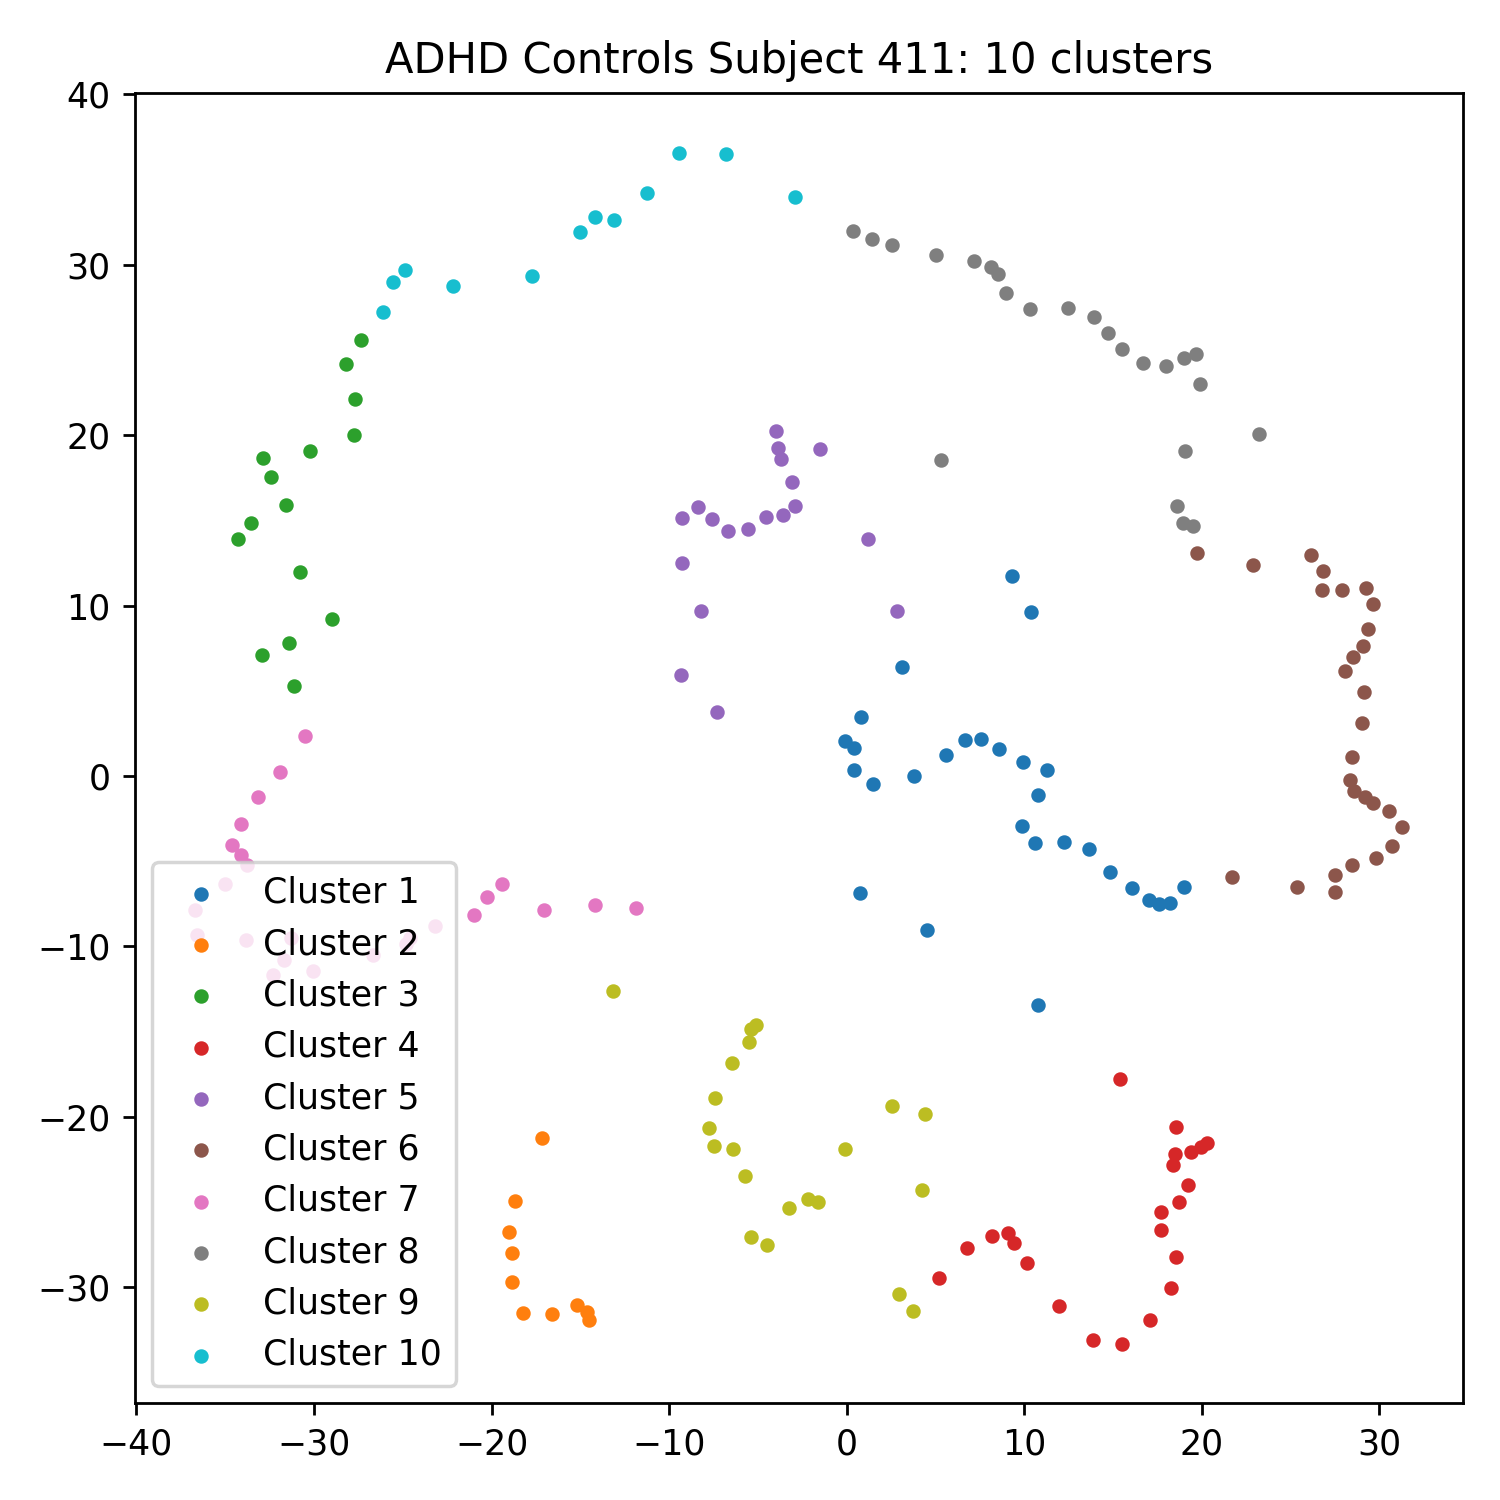 ADHD Controls Subject 411: 10 clusters
40
30
20
10
0
−10
−20
−30
Cluster 1
Cluster 2
Cluster 3
Cluster 4
Cluster 5
Cluster 6
Cluster 7
Cluster 8
Cluster 9
Cluster 10
−40 −30 −20 −10 0 10 20 30